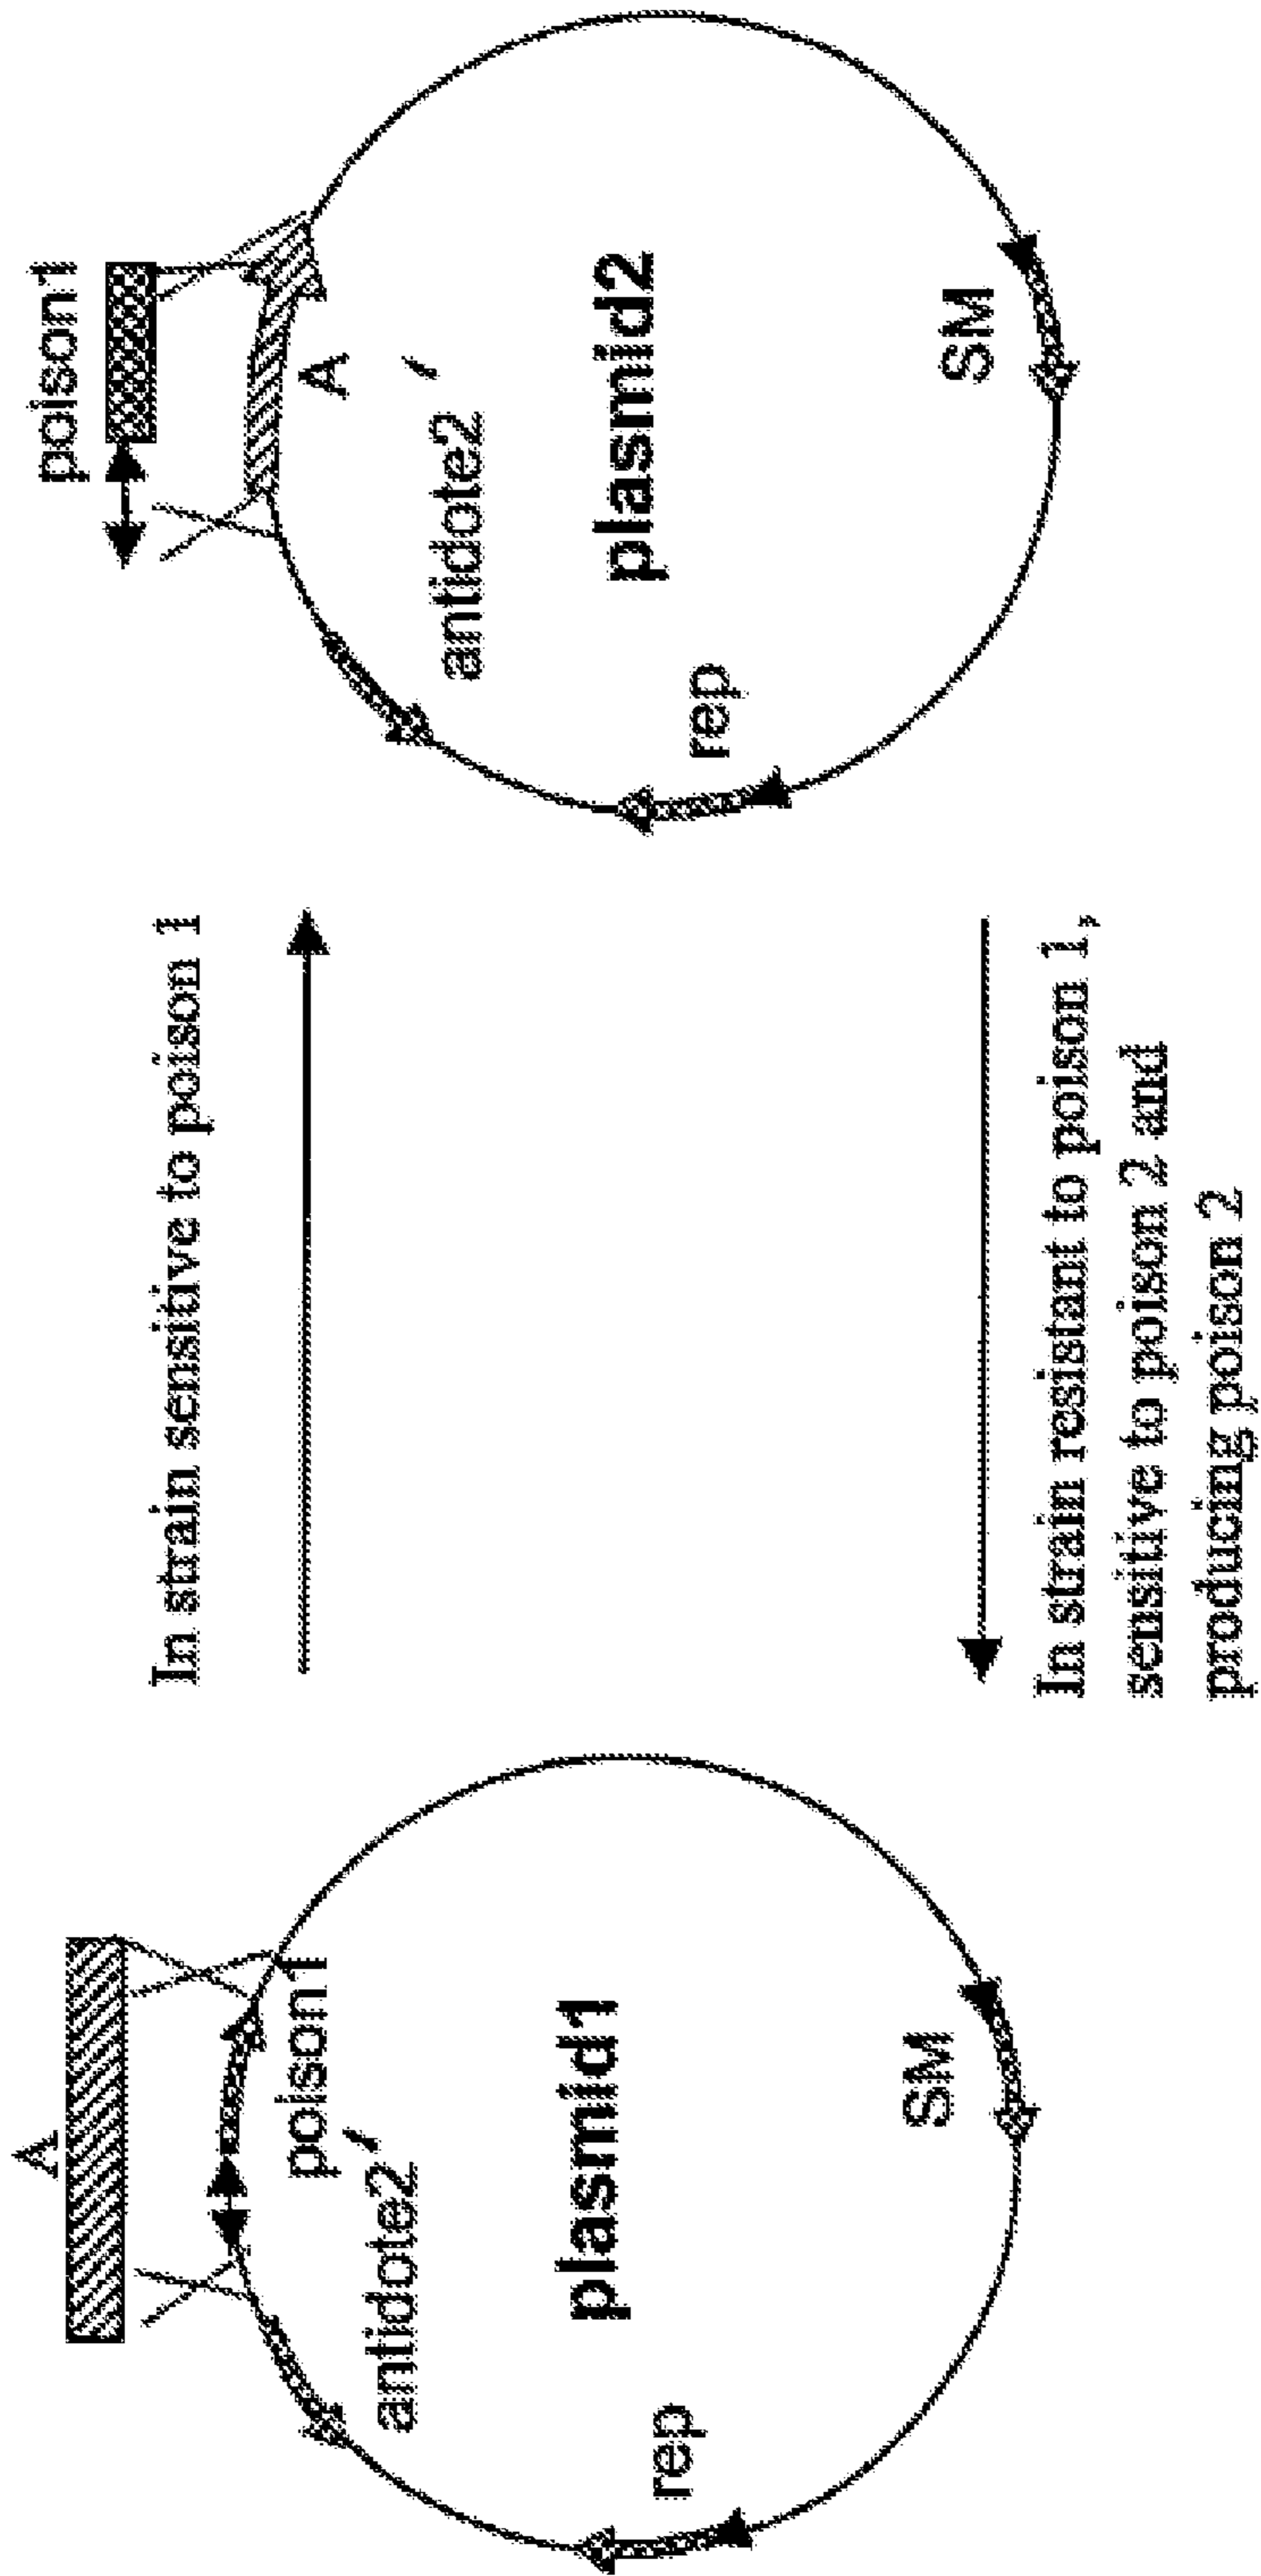 A
poison1
antidote2'
plasmid1
rep
SM
In strain sensitive to poison 1
In strain resistant to poison 1,
sensitive to poison 2 and
producing poison 2
poison1
A
antidote2'
plasmid2
rep
SM